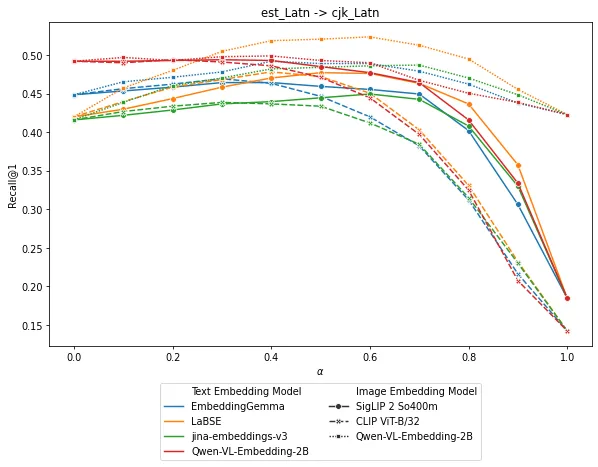 est_Latn -> cjk_Latn
Recall@1
0.50
0.45
0.40
0.35
0.30
0.25
0.20
0.15
0.0 0.2 0.4 0.6 0.8 1.0
α
Text Embedding Model
EmbeddingGemma
LaBSE
jina-embeddings-v3
Qwen-VL-Embedding-2B
Image Embedding Model
SigLIP 2 So400m
CLIP ViT-B/32
Qwen-VL-Embedding-2B